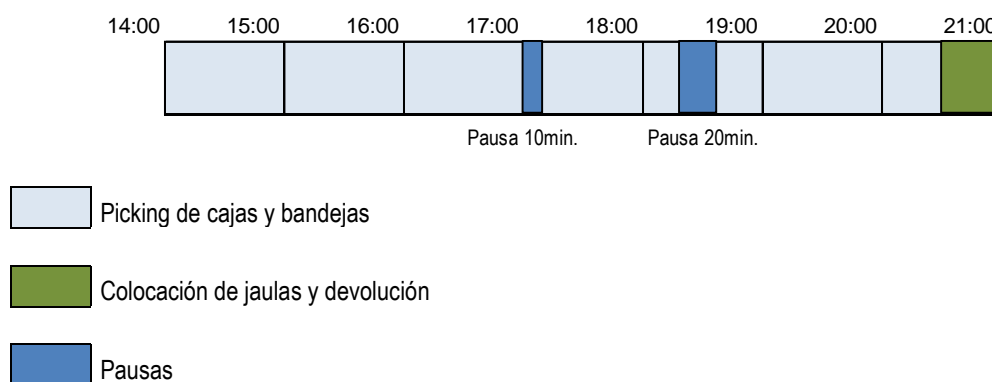 14:00 15:00 16:00 17:00 18:00 19:00 20:00 21:00
Pausa 10min. Pausa 20min.
Picking de cajas y bandejas
Colocación de jaulas y devolución
Pausas